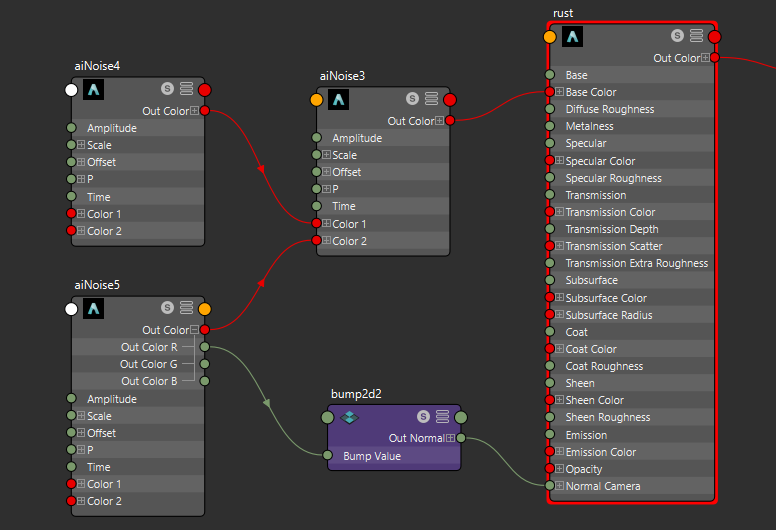 aiNoise4
Out Color
Amplitude
Scale
Offset
P
Time
Color 1
Color 2
aiNoise5
Out Color
Out Color R
Out Color G
Out Color B
Amplitude
Scale
Offset
P
Time
Color 1
Color 2
aiNoise3
Out Color
Amplitude
Scale
Offset
P
Time
Color 1
Color 2
bump2d2
Out Normal
Bump Value
rust
Out Color
Base
Base Color
Diffuse Roughness
Metalness
Specular
Specular Color
Specular Roughness
Transmission
Transmission Color
Transmission Depth
Transmission Scatter
Transmission Extra Roughness
Subsurface
Subsurface Color
Subsurface Radius
Coat
Coat Color
Coat Roughness
Sheen
Sheen Color
Sheen Roughness
Emission
Emission Color
Opacity
Normal Camera